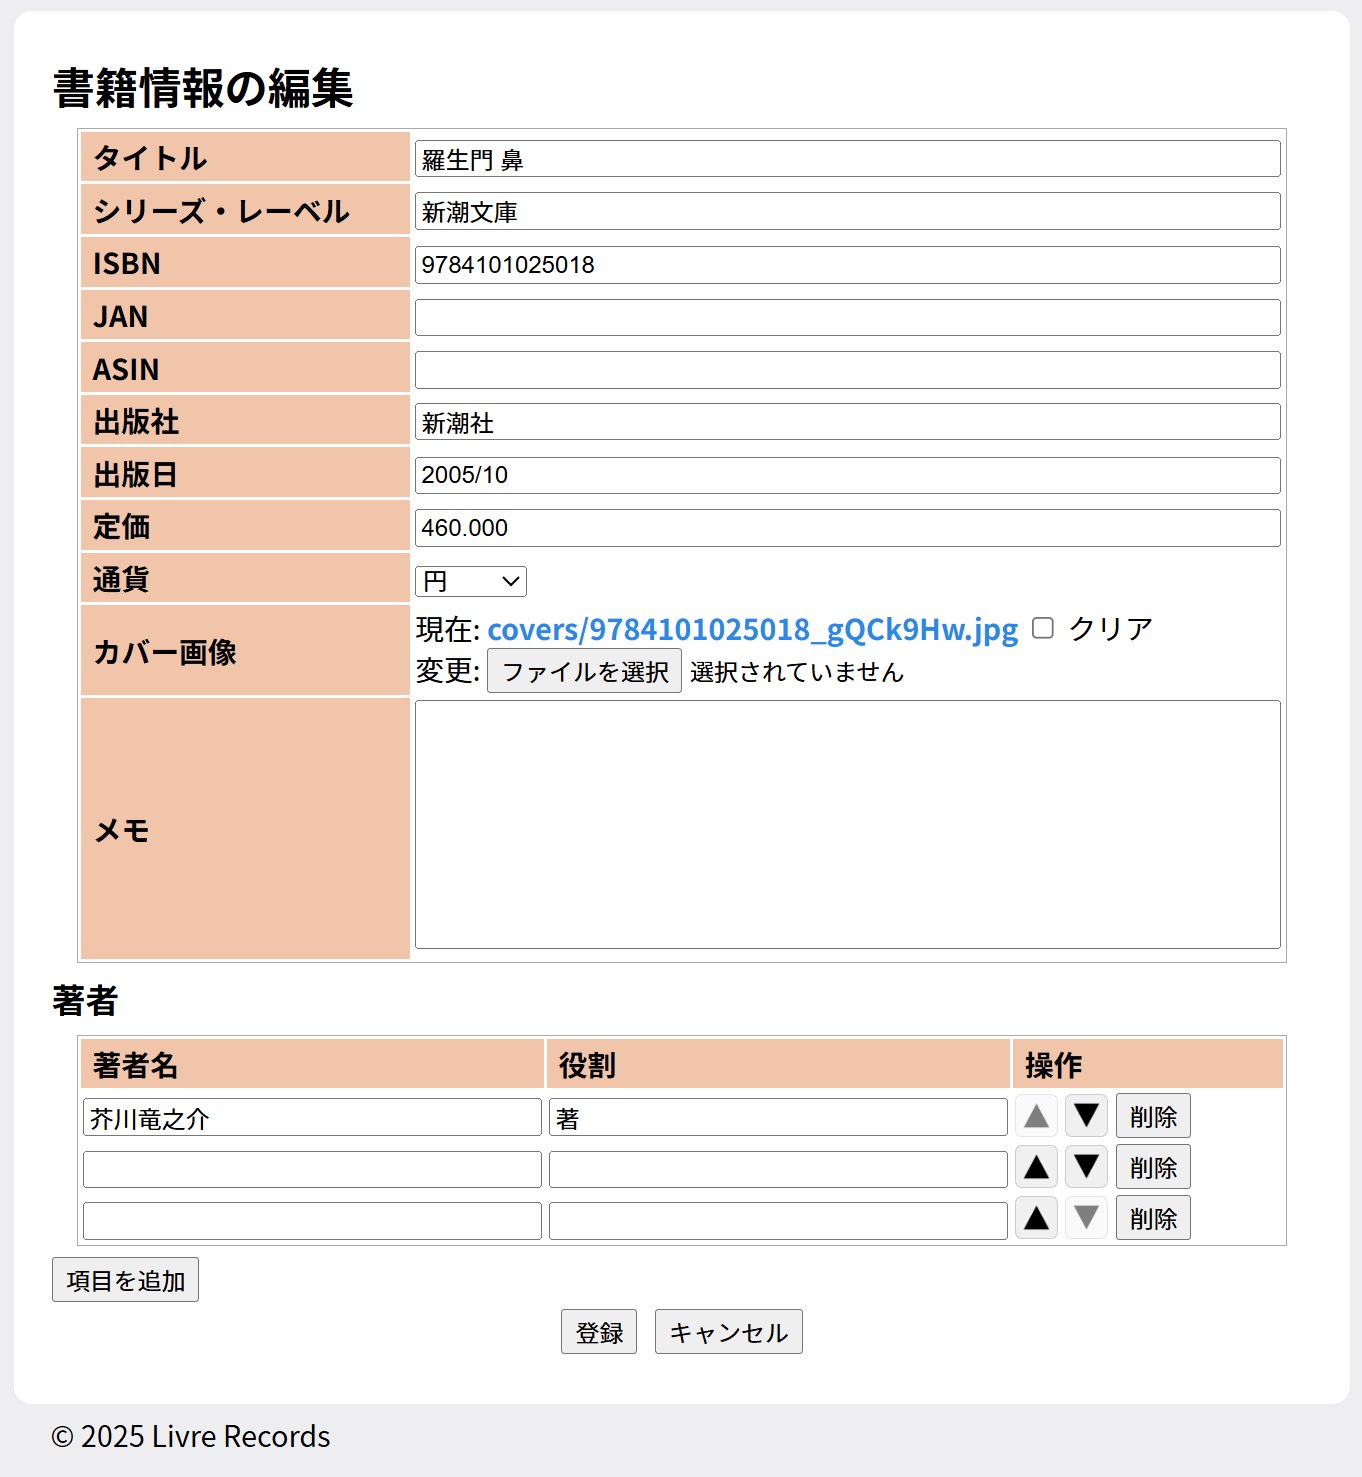 書籍情報の編集
タイトル 羅生門 鼻
シリーズ・レーベル 新潮文庫
ISBN 9784101025018
JAN
ASIN
出版社 新潮社
出版日 2005/10
定価 460.000
通貨 円
カバー画像 現在: covers/9784101025018_gQCk9Hw.jpg クリア
変更: ファイルを選択 選択されていません
メモ
著者
著者名 役割 操作
芥川竜之介 著 ▲ ▼ 削除
▲ ▼ 削除
▲ ▼ 削除
項目を追加
登録 キャンセル
© 2025 Livre Records